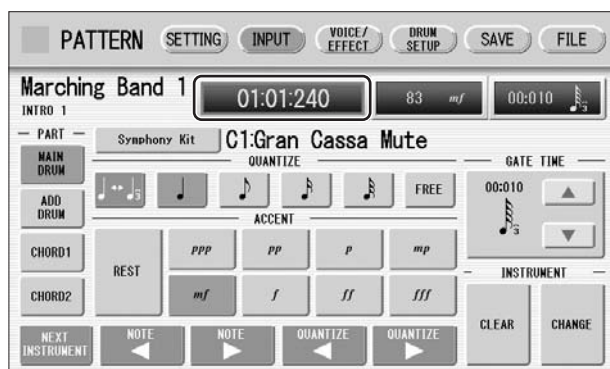 PATTERN SETTING INPUT VOICE/ EFFECT DRUM SETUP SAVE FILE
Marching Band 1 01:01:240 83 mf 00:010
INTRO 1
PART Symphony Kit C1:Gran Cassa Mute
MAIN DRUM QUANTIZE GATE TIME
FREE 00:010
ADD DRUM
ACCENT
CHORD1 REST ppp pp p mp
INSTRUMENT
CHORD2 mf f ff fff
CLEAR CHANGE
NEXT INSTRUMENT NOTE NOTE QUANTIZE QUANTIZE